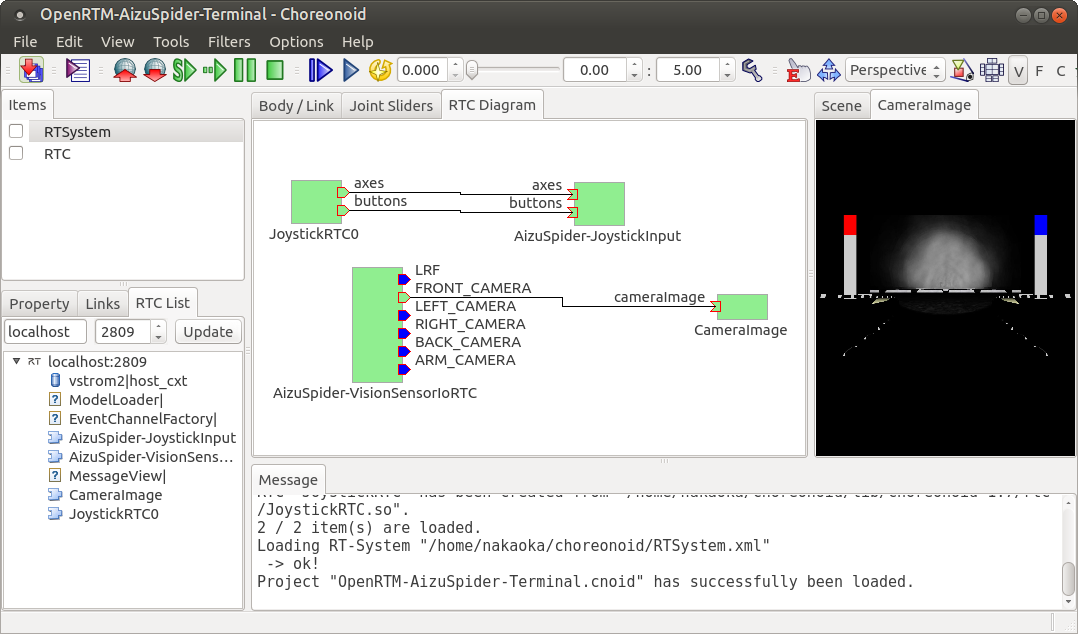 OpenRTM-AizuSpider-Terminal - Choreonoid
File Edit View Tools Filters Options Help
0.000 0.00 : 5.00 E Perspective V F C
Items
RTSystem
RTC
Property Links RTC List
localhost 2809 Update
RT localhost:2809
vstrom2|host_cxt
? ModelLoader|
? EventChannelFactory|
AizuSpider-JoystickInput
AizuSpider-VisionSens...
? MessageView|
CameraImage
JoystickRTC0
Body / Link Joint Sliders RTC Diagram
axes axes
buttons buttons
JoystickRTC0 AizuSpider-JoystickInput
LRF
FRONT_CAMERA
LEFT_CAMERA
RIGHT_CAMERA
BACK_CAMERA
ARM_CAMERA
cameraImage
CameraImage
AizuSpider-VisionSensorIoRTC
Scene CameraImage
Message
/JoystickRTC.so".
2 / 2 item(s) are loaded.
Loading RT-System "/home/nakaoka/choreonoid/RTSystem.xml"
-> ok!
Project "OpenRTM-AizuSpider-Terminal.cnoid" has successfully been loaded.